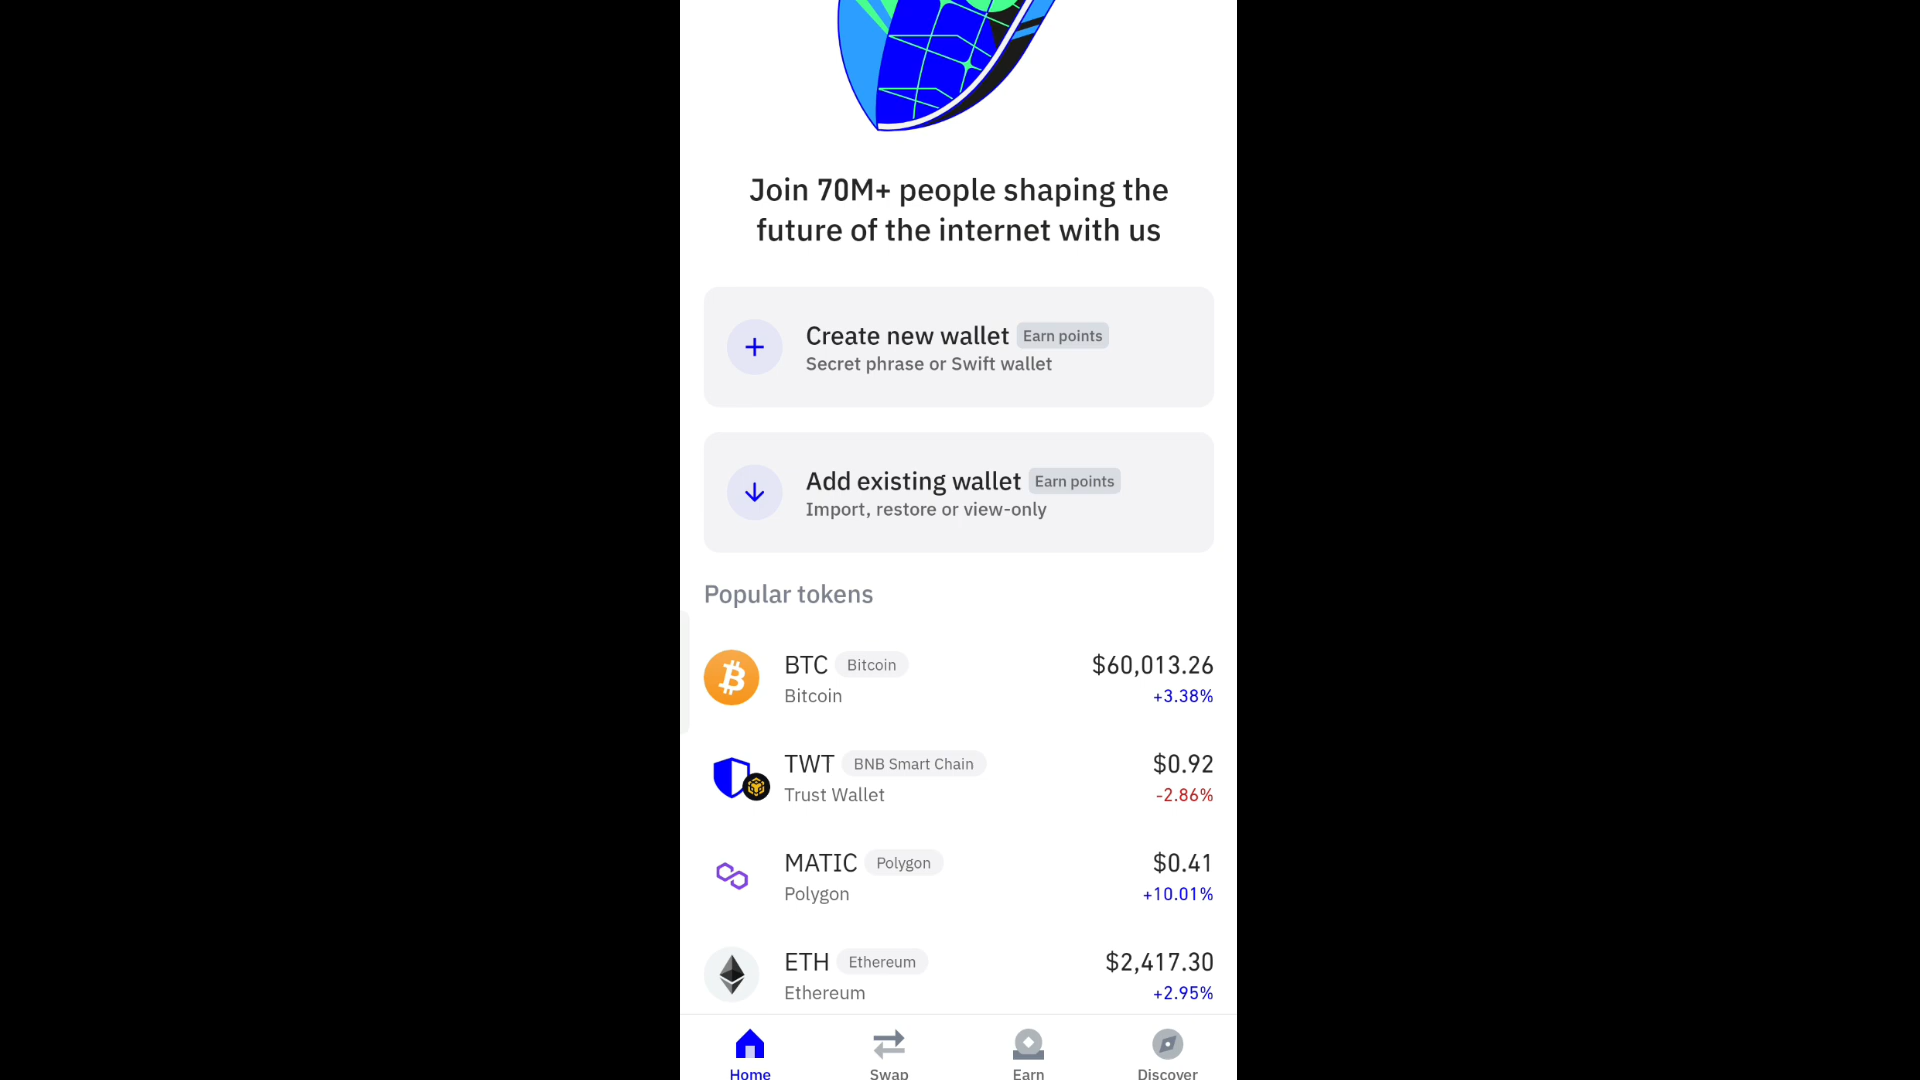 Join 70M+ people shaping the
future of the internet with us
Create new wallet Earn points
Secret phrase or Swift wallet
Add existing wallet Earn points
Import, restore or view-only
Popular tokens
BTC Bitcoin $60,013.26
Bitcoin +3.38%
TWT BNB Smart Chain $0.92
Trust Wallet -2.86%
MATIC Polygon $0.41
Polygon +10.01%
ETH Ethereum $2,417.30
Ethereum +2.95%
Home Swap Earn Discover